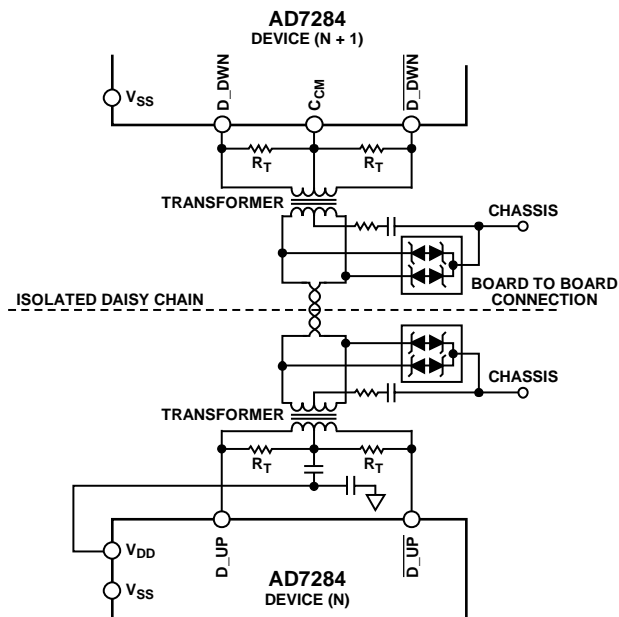 AD7284
DEVICE (N + 1)
D_DWN
CCM
D_DWN
VSS
RT
RT
TRANSFORMER
CHASSIS
ISOLATED DAISY CHAIN
BOARD TO BOARD
CONNECTION
CHASSIS
TRANSFORMER
RT
RT
D_UP
D_UP
VDD
VSS
AD7284
DEVICE (N)